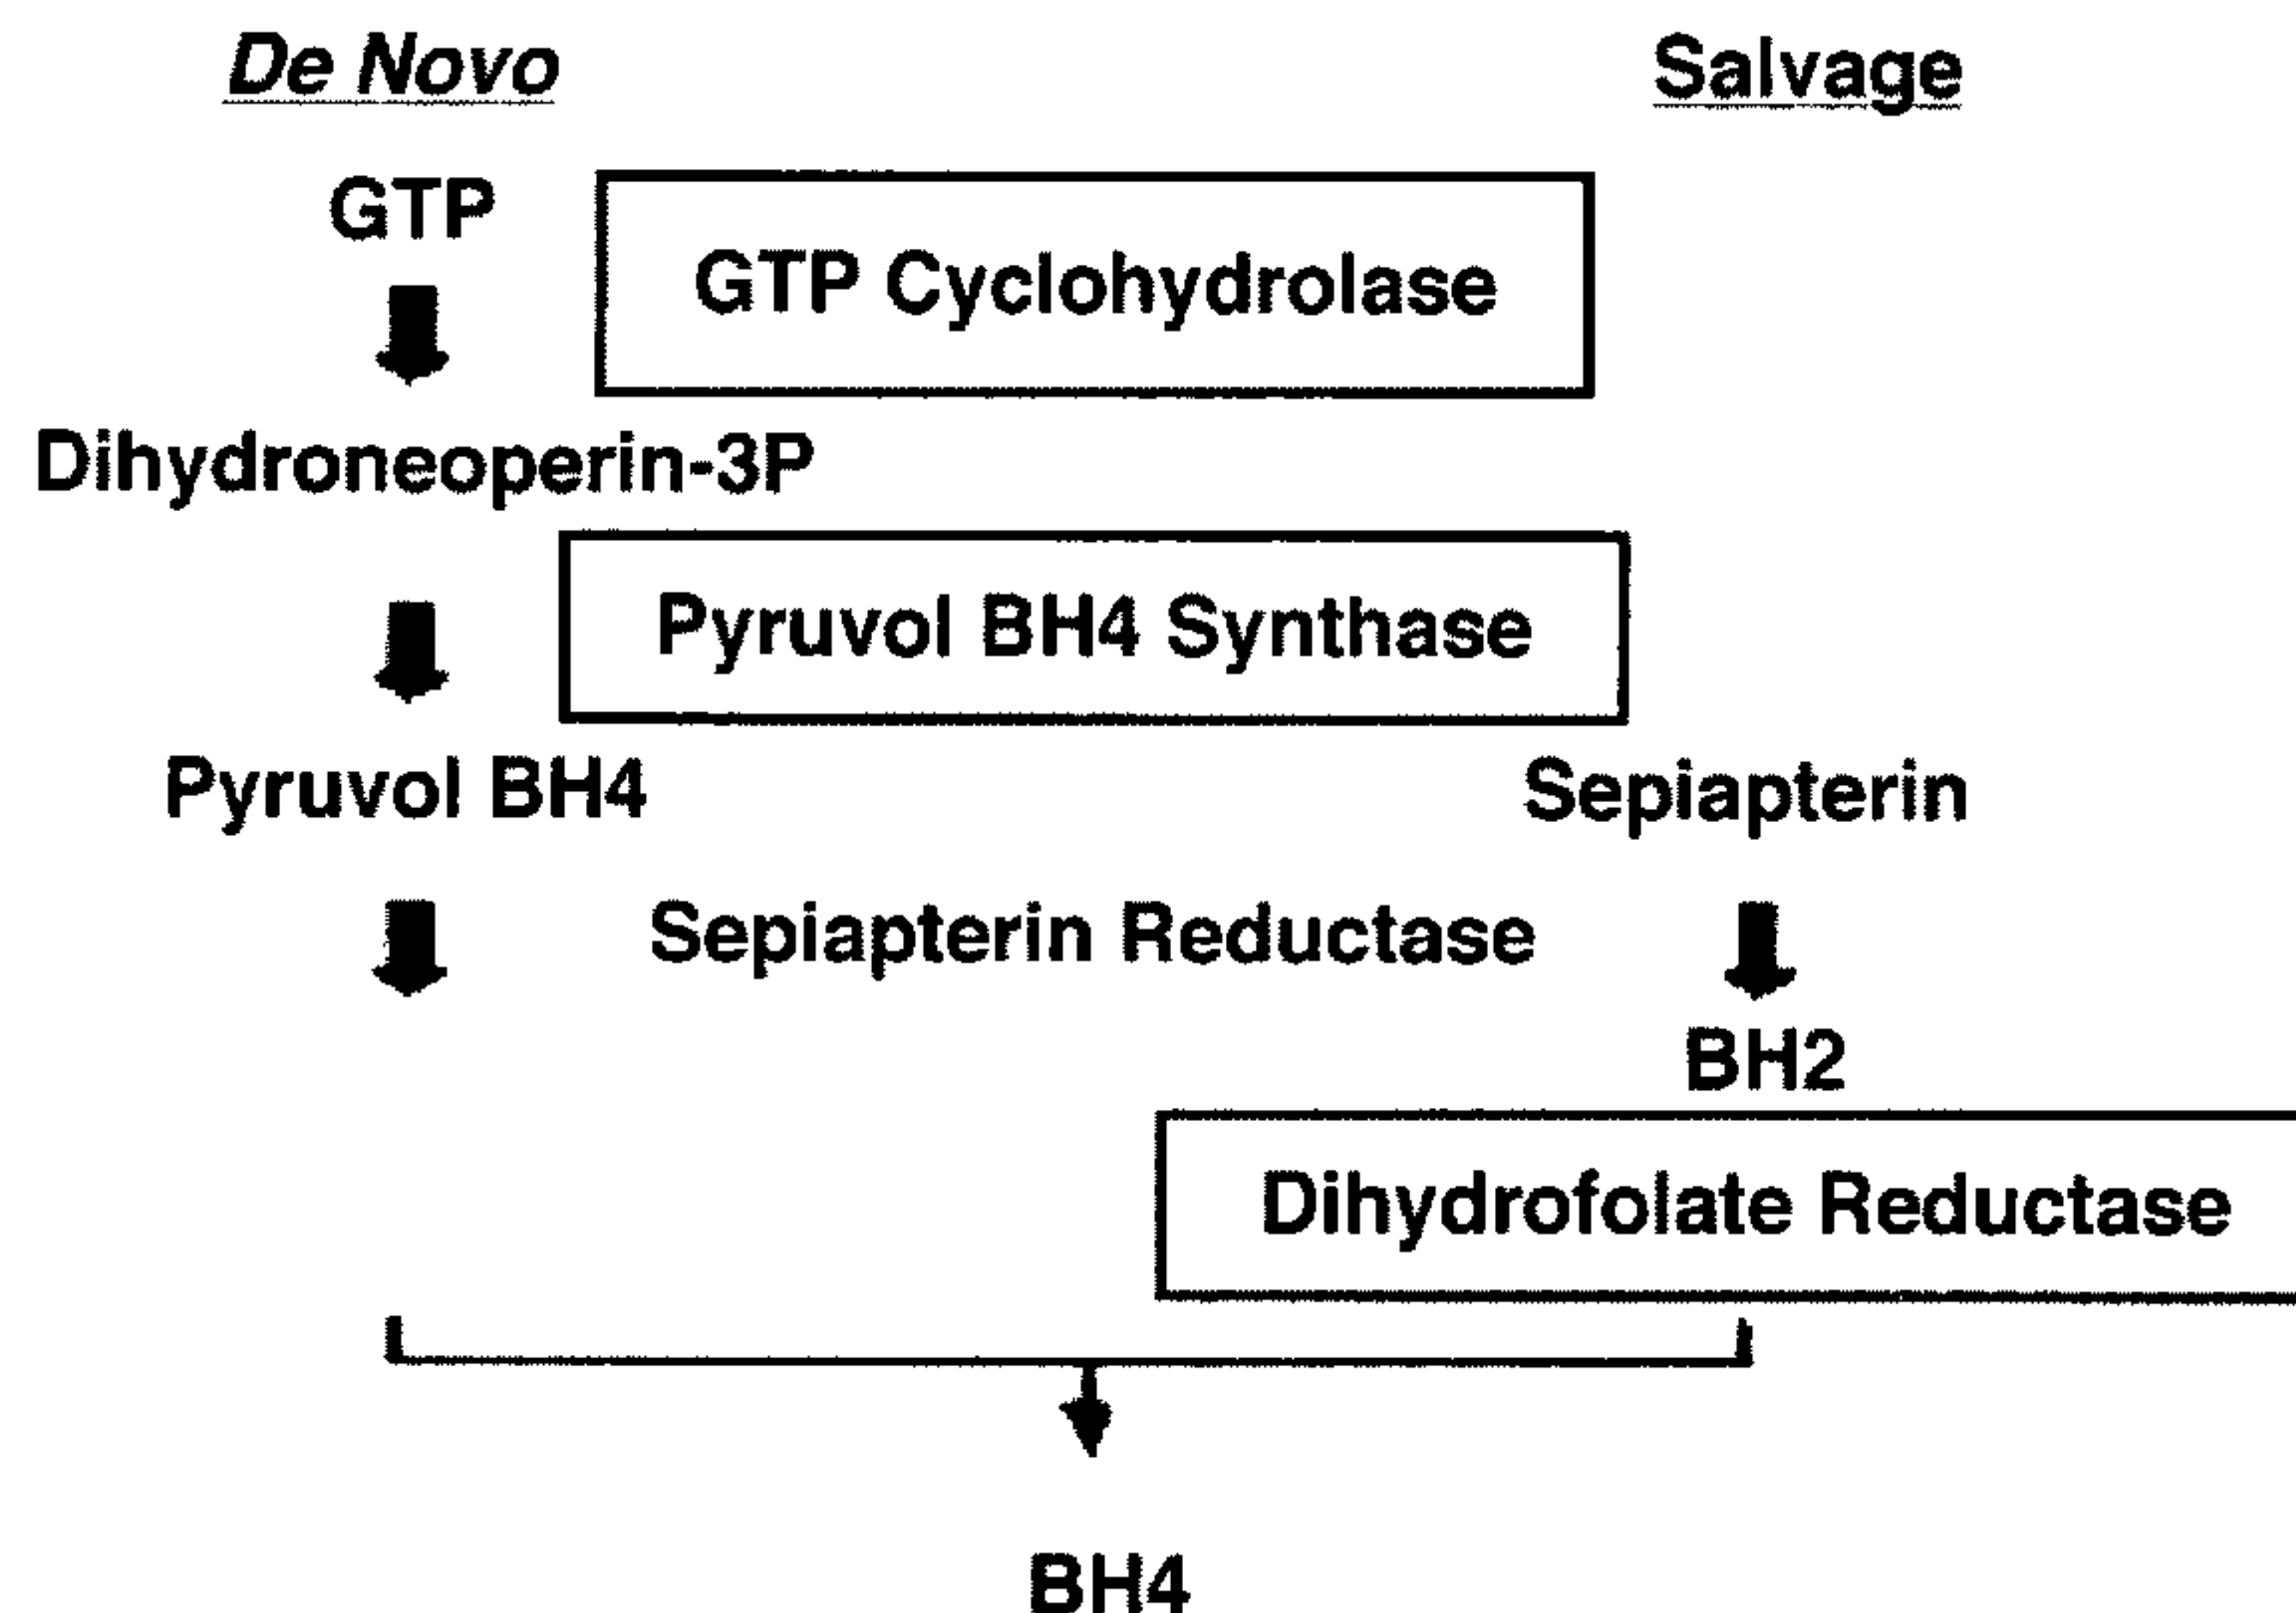 De Novo
Salvage
GTP
GTP Cyclohydrolase
Dihydroneoperin-3P
Pyruvol BH4 Synthase
Pyruvol BH4
Sepiapterin
Sepiapterin Reductase
BH2
Dihydrofolate Reductase
BH4